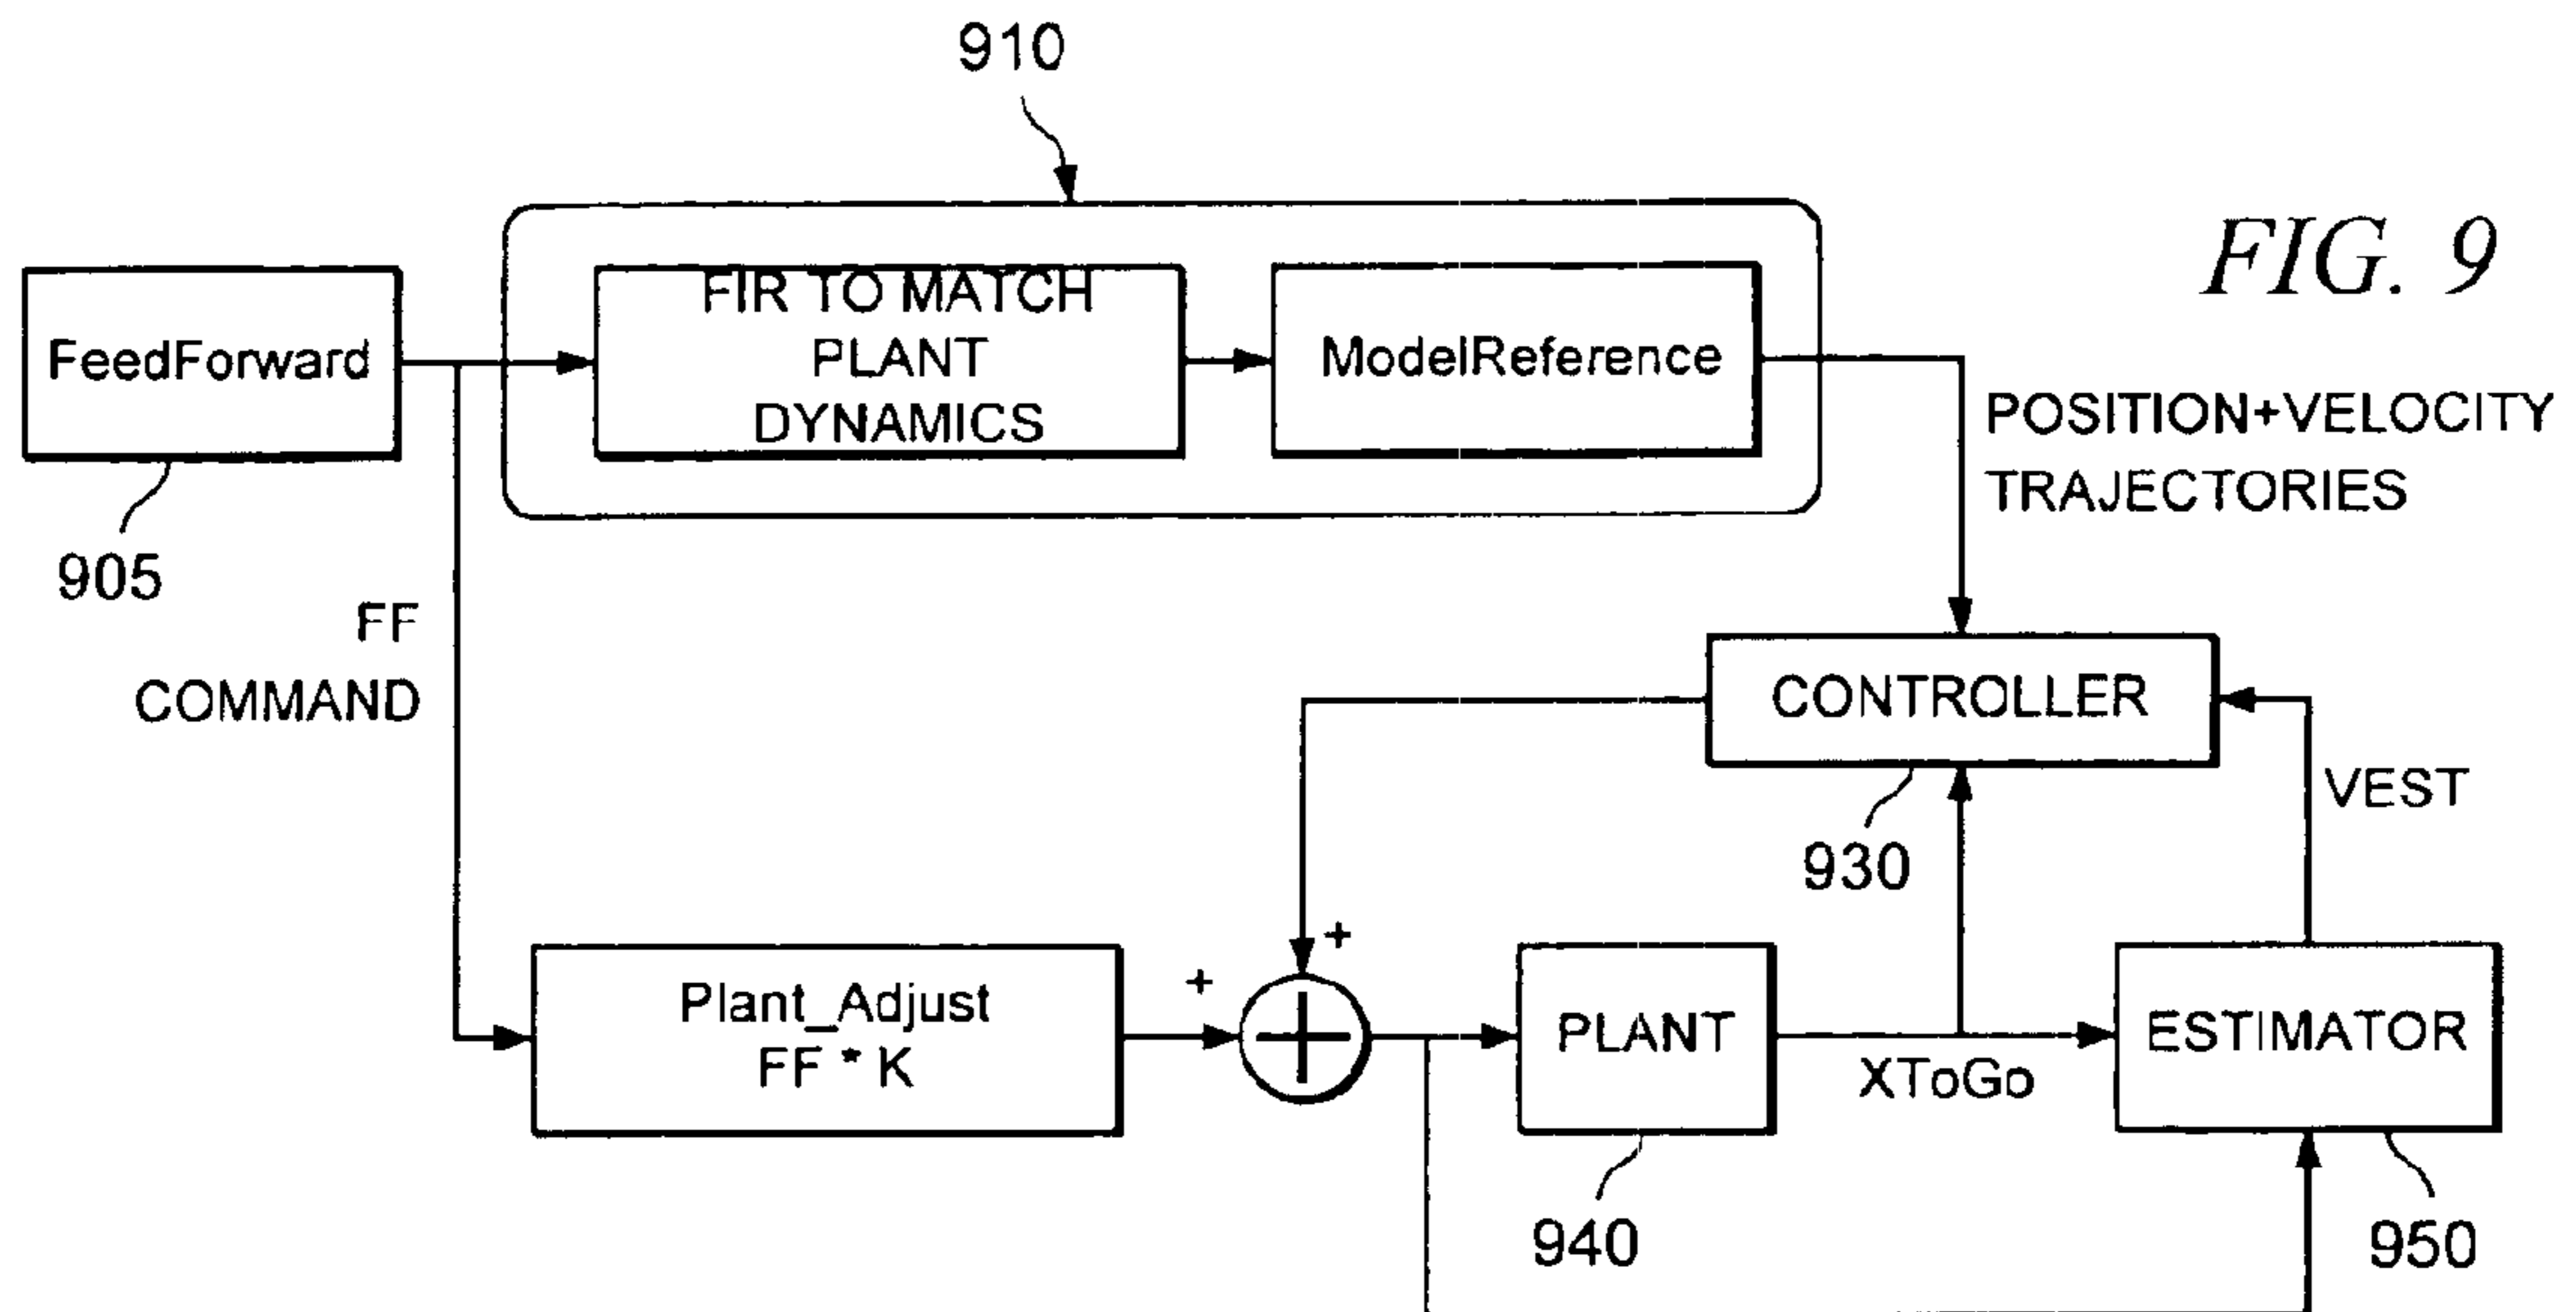 910
FIG. 9
FeedForward
FIR TO MATCH
PLANT
DYNAMICS
ModelReference
POSITION+VELOCITY
TRAJECTORIES
905
FF
COMMAND
CONTROLLER
VEST
930
+
+
Plant_Adjust
FF * K
PLANT
XToGo
ESTIMATOR
940
950